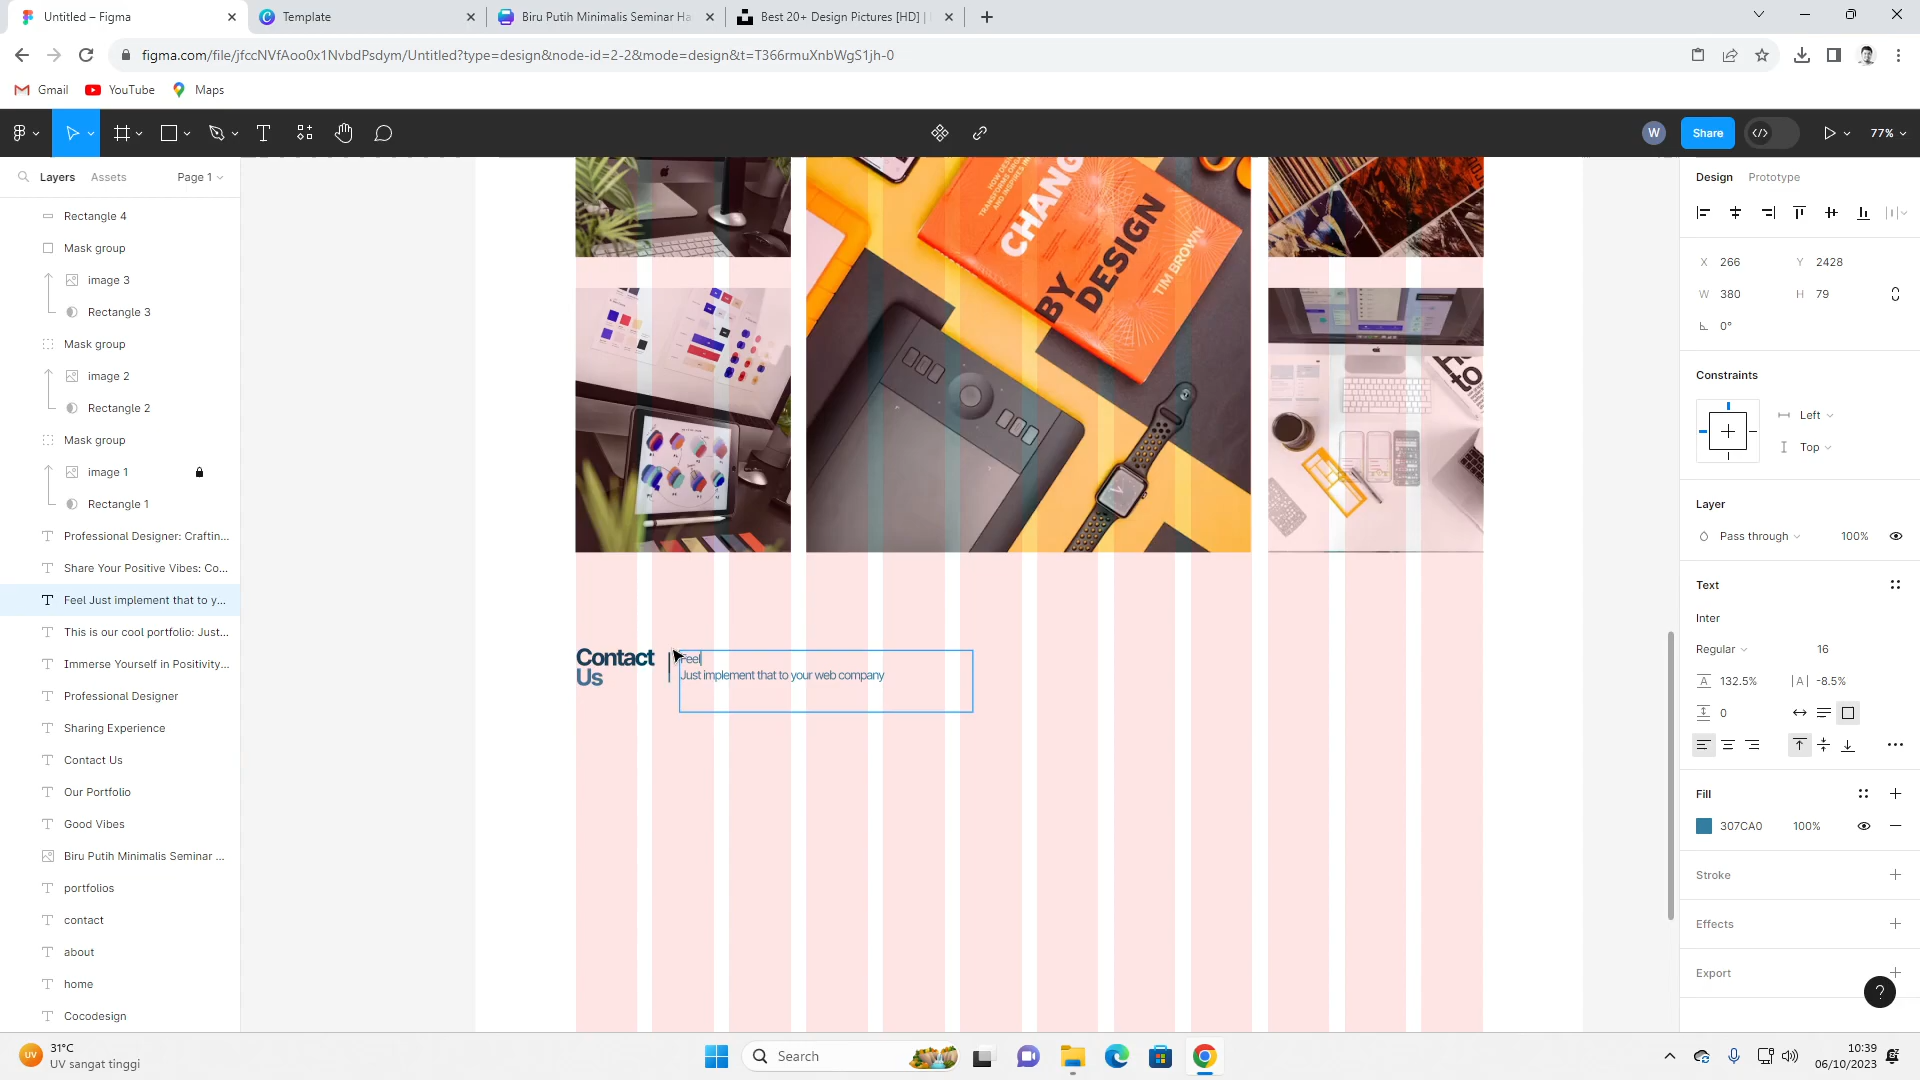 Untitled – Figma
Template
Biru Putih Minimalis Seminar Ha
Best 20+ Design Pictures [HD] |
figma.com/file/jfccNVfAoo0x1NvbdPsdym/Untitled?type=design&node-id=2-2&mode=design&t=T366rmuXnbWgS1jh-0
Gmail
YouTube
Maps
W
Share
77%
Layers
Assets
Page 1
Rectangle 4
Mask group
image 3
Rectangle 3
Mask group
image 2
Rectangle 2
Mask group
image 1
Rectangle 1
Professional Designer: Craftin...
Share Your Positive Vibes: Co...
Feel Just implement that to y...
This is our cool portfolio: Just...
Immerse Yourself in Positivity...
Professional Designer
Sharing Experience
Contact Us
Our Portfolio
Good Vibes
Biru Putih Minimalis Seminar ...
portfolios
contact
about
home
Cocodesign
CHANG
BY
DESIGN
TIM BROWN
Contact
Us
Feel
Just implement that to your web company
Design
Prototype
X 266
Y 2428
W 380
H 79
0°
Constraints
Left
Top
Layer
Pass through
100%
Text
Inter
Regular
16
132.5%
-8.5%
0
Fill
307CA0
100%
Stroke
Effects
Export
?
UV
31°C
UV sangat tinggi
Search
10:39
06/10/2023